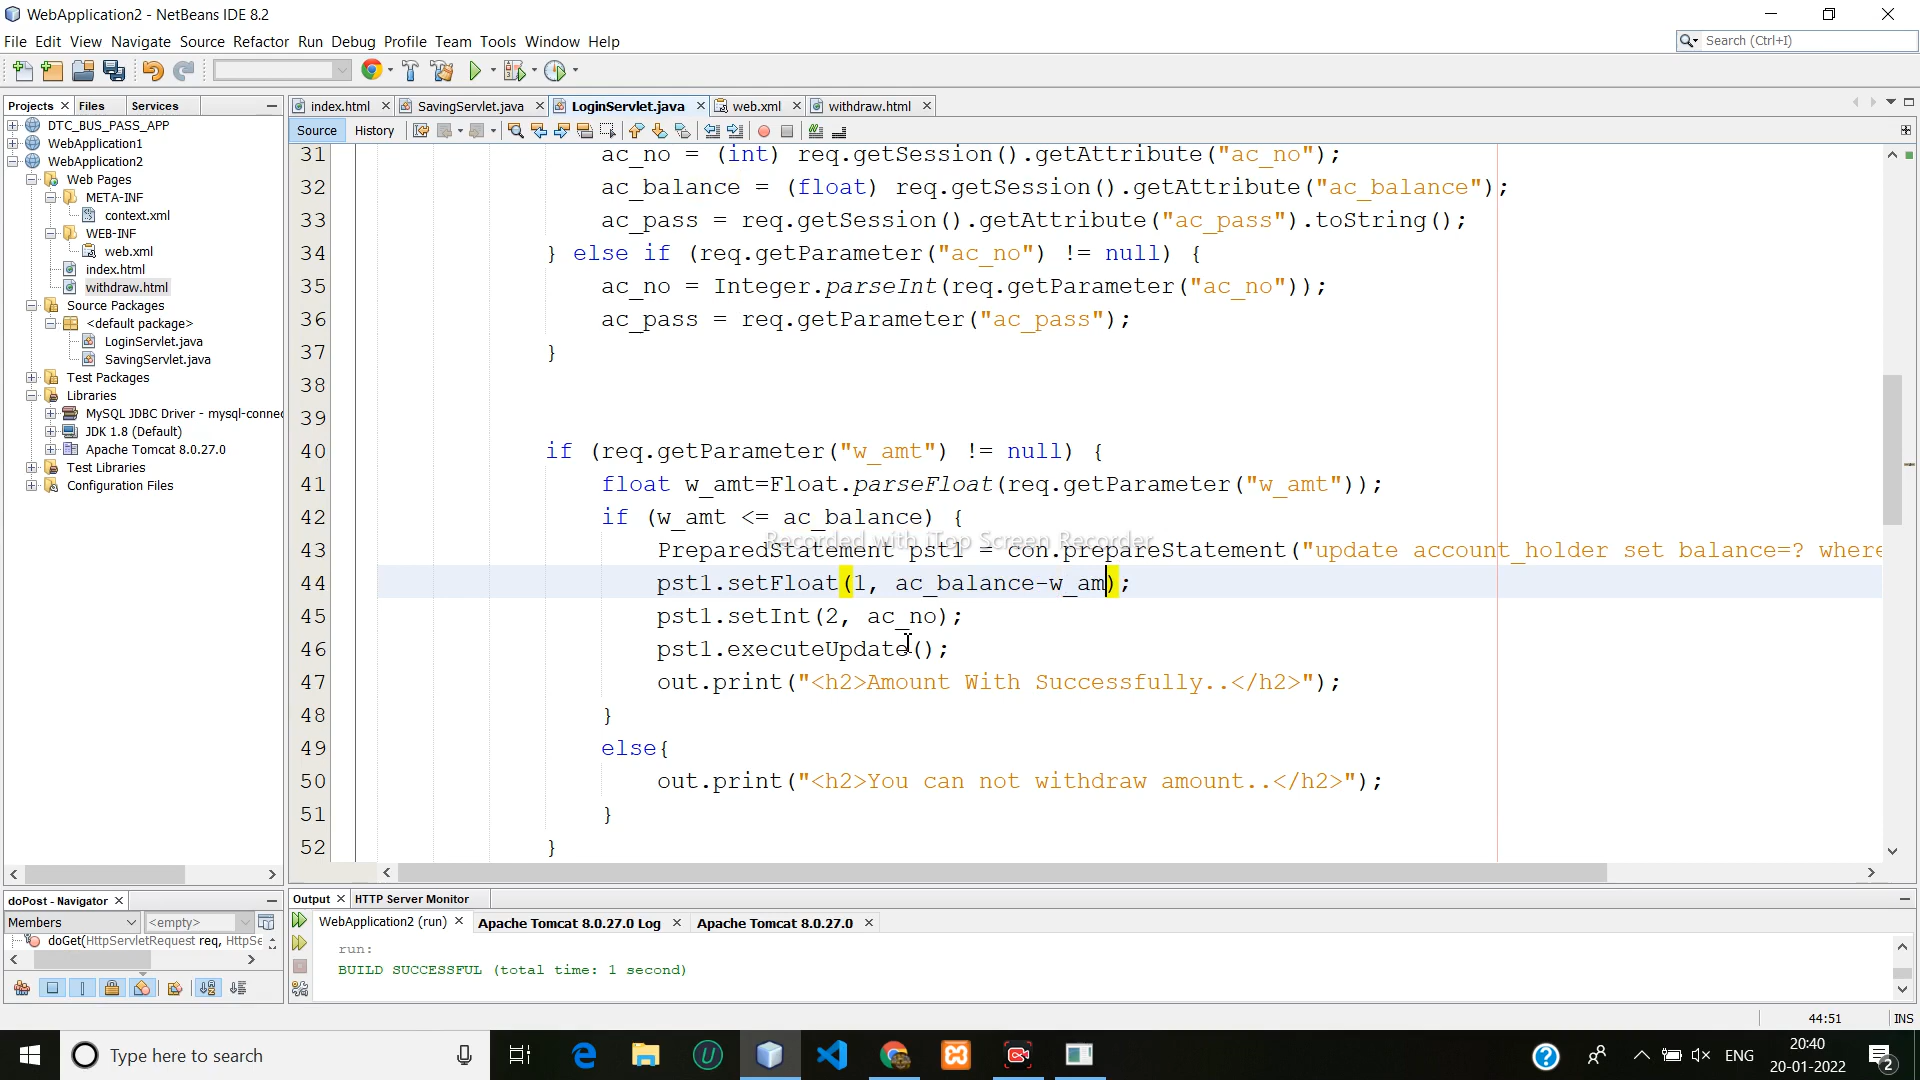 WebApplication2 - NetBeans IDE 8.2
File Edit View Navigate Source Refactor Run Debug Profile Team Tools Window Help
Search (Ctrl+I)
Projects Files Services
index.html SavingServlet.java LoginServlet.java web.xml withdraw.html
Source History
DTC_BUS_PASS_APP
WebApplication1
WebApplication2
Web Pages
META-INF
context.xml
WEB-INF
web.xml
index.html
withdraw.html
Source Packages
<default package>
LoginServlet.java
SavingServlet.java
Test Packages
Libraries
MySQL JDBC Driver - mysql-connec
JDK 1.8 (Default)
Apache Tomcat 8.0.27.0
Test Libraries
Configuration Files
31 ac_no = (int) req.getSession().getAttribute("ac_no");
32 ac_balance = (float) req.getSession().getAttribute("ac_balance");
33 ac_pass = req.getSession().getAttribute("ac_pass").toString();
34 } else if (req.getParameter("ac_no") != null) {
35 ac_no = Integer.parseInt(req.getParameter("ac_no"));
36 ac_pass = req.getParameter("ac_pass");
37 }
38
39
40 if (req.getParameter("w_amt") != null) {
41 float w_amt=Float.parseFloat(req.getParameter("w_amt"));
42 if (w_amt <= ac_balance) {
Recorded with iTop Screen Recorder
43 PreparedStatement pst1 = con.prepareStatement("update account_holder set balance=? where
44 pst1.setFloat(1, ac_balance-w_am);
45 pst1.setInt(2, ac_no);
46 pst1.executeUpdate();
47 out.print("<h2>Amount With Successfully..</h2>");
48 }
49 else{
50 out.print("<h2>You can not withdraw amount..</h2>");
51 }
52 }
doPost - Navigator
Members <empty>
doGet(HttpServletRequest req, HttpSe
Output HTTP Server Monitor
WebApplication2 (run) Apache Tomcat 8.0.27.0 Log Apache Tomcat 8.0.27.0
run:
BUILD SUCCESSFUL (total time: 1 second)
44:51 INS
Type here to search
ENG
20:40
20-01-2022
2